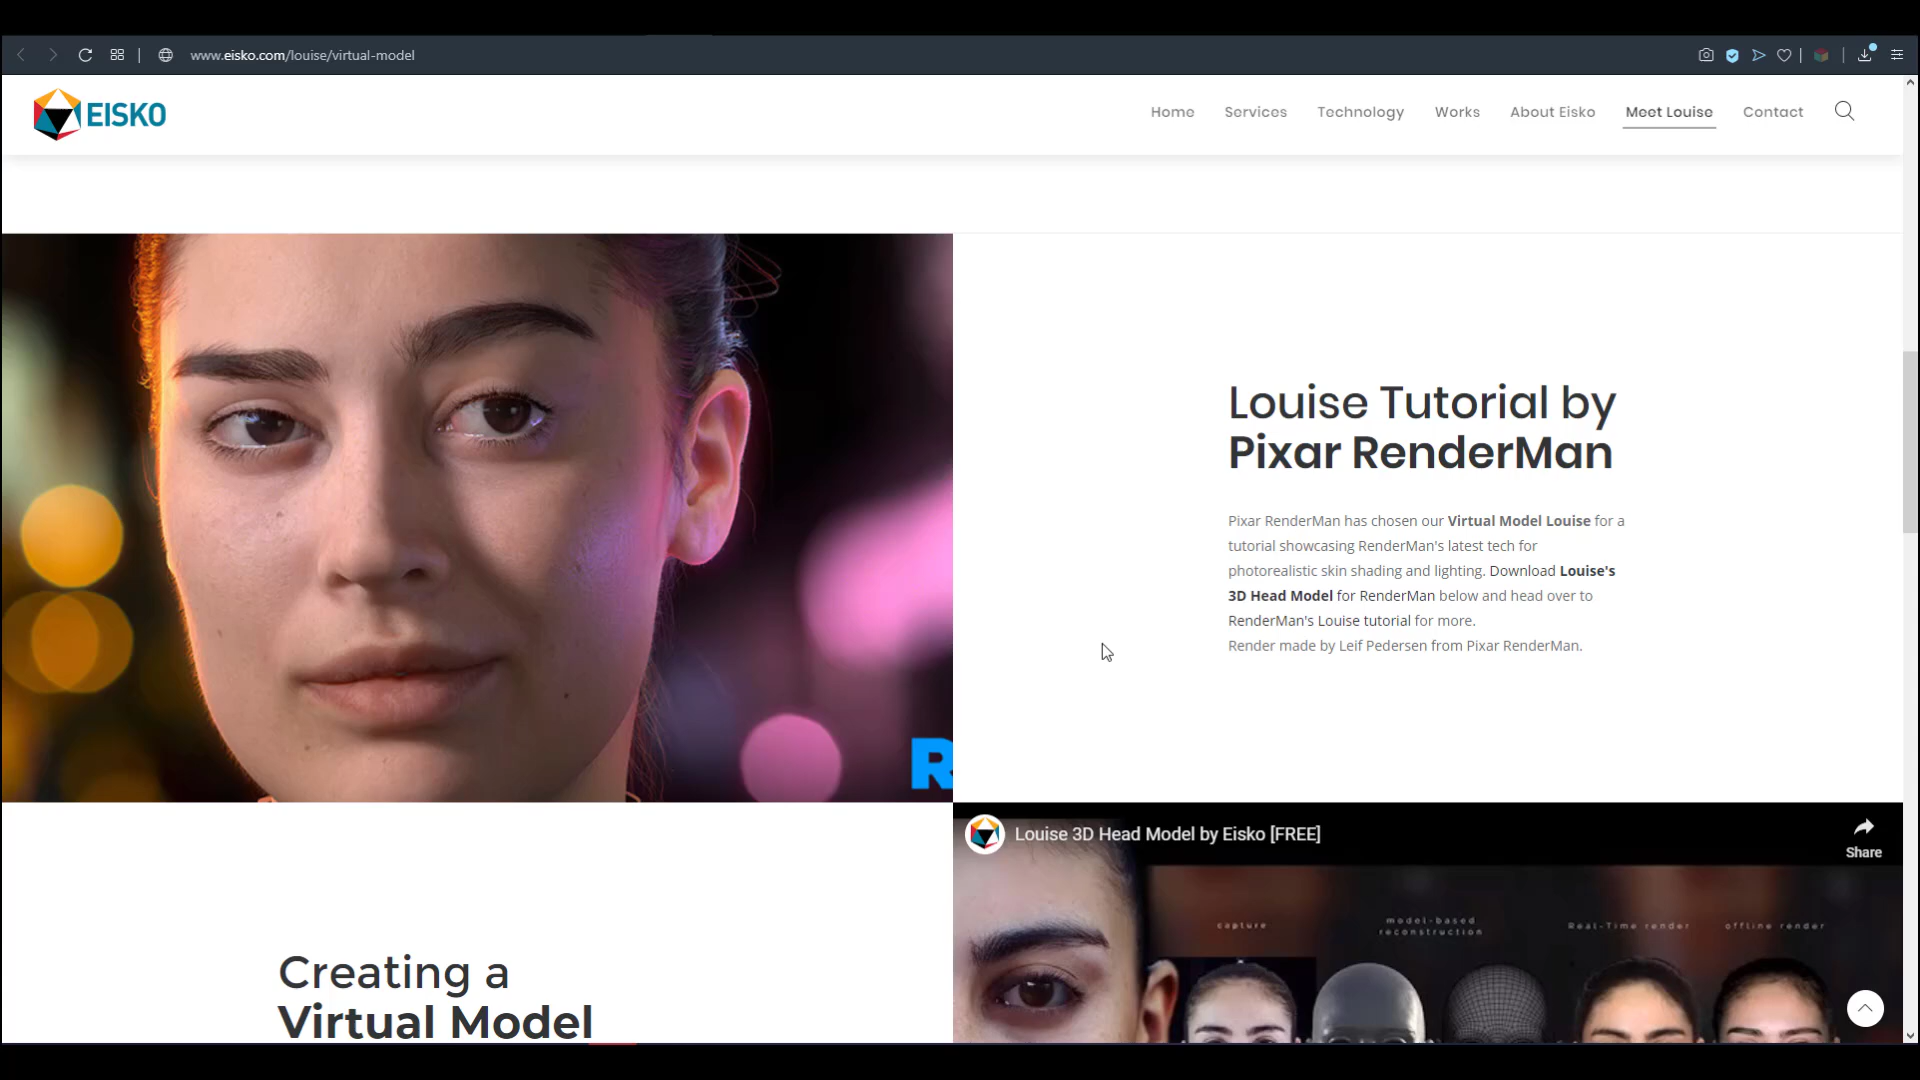 www.eisko.com/louise/virtual-model
EISKO
Home Services Technology Works About Eisko Meet Louise Contact
Louise Tutorial by
Pixar RenderMan
Pixar RenderMan has chosen our Virtual Model Louise for a
tutorial showcasing RenderMan's latest tech for
photorealistic skin shading and lighting. Download Louise's
3D Head Model for RenderMan below and head over to
RenderMan's Louise tutorial for more.
Render made by Leif Pedersen from Pixar RenderMan.
R
Louise 3D Head Model by Eisko [FREE]
Share
capture
model-based
reconstruction
Real-Time render
offline render
Creating a
Virtual Model